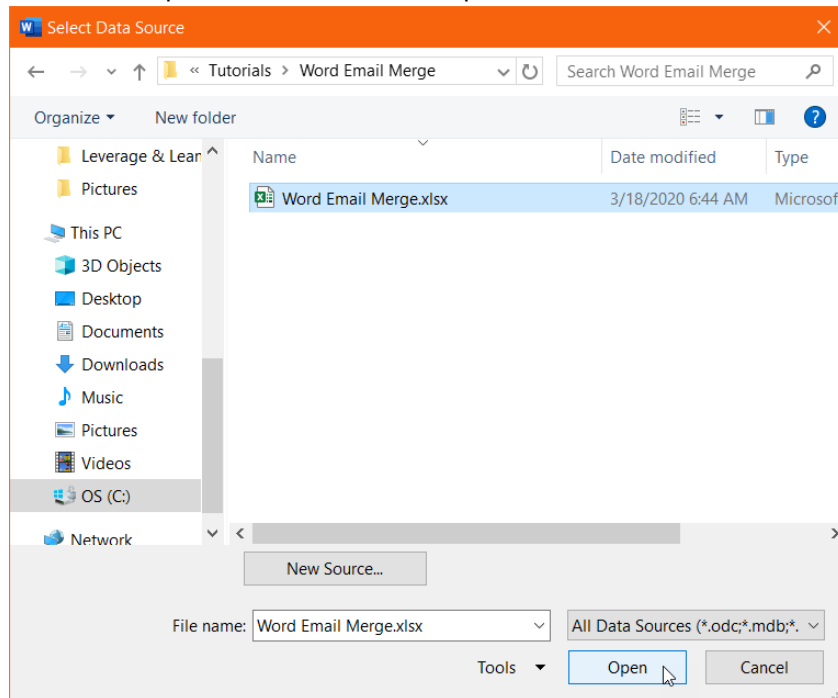 Select Data Source
« Tutorials > Word Email Merge
Search Word Email Merge
Organize
New folder
Name
Date modified
Type
Leverage & Lear
Pictures
Word Email Merge.xlsx
3/18/2020 6:44 AM
Microsof
This PC
3D Objects
Desktop
Documents
Downloads
Music
Pictures
Videos
OS (C:)
Network
New Source...
File name:
Word Email Merge.xlsx
All Data Sources (*.odc;*.mdb;*.
Tools
Open
Cancel